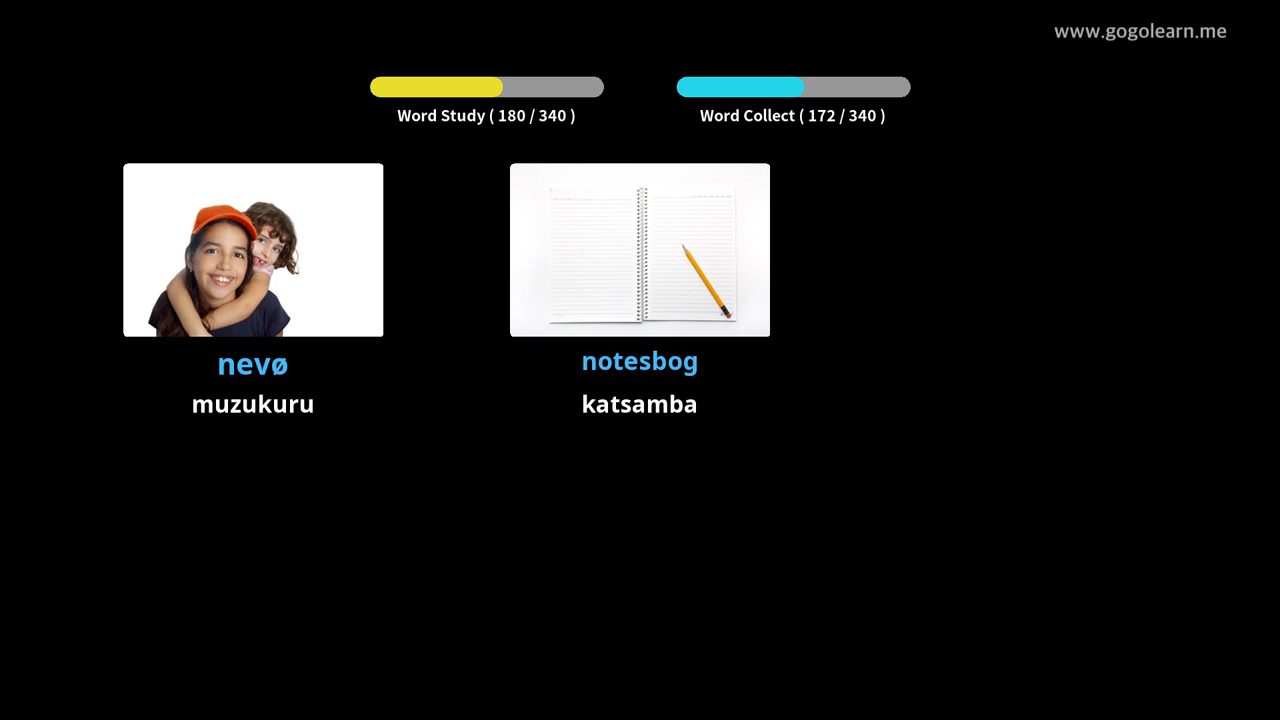 www.gogolearn.me
Word Study ( 180 / 340 )
Word Collect ( 172 / 340 )
nevø
muzukuru
notesbog
katsamba